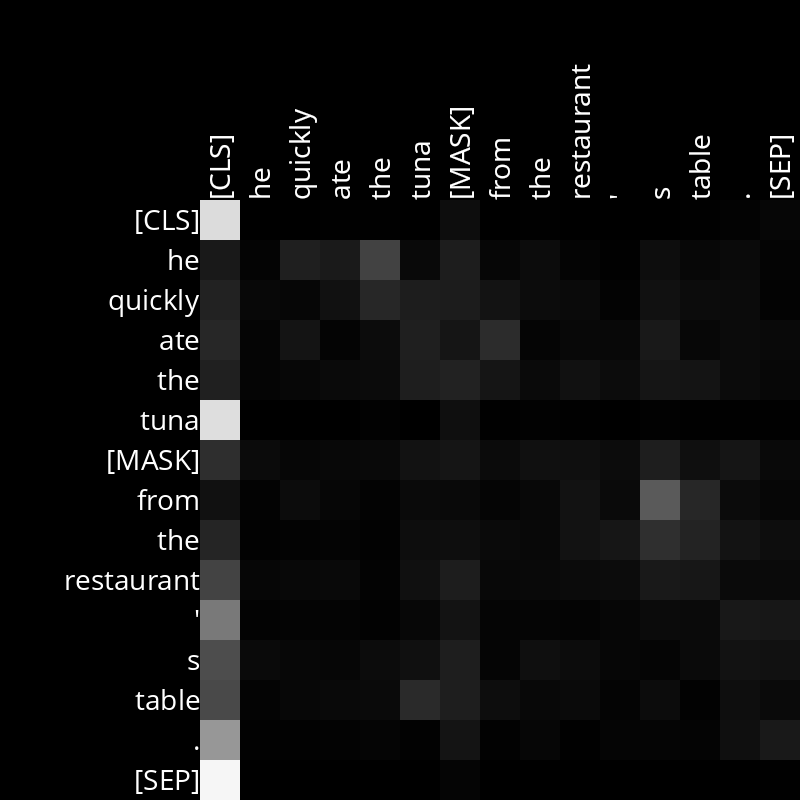 [CLS] he quickly ate the tuna [MASK] from the restaurant ' s table . [SEP]
[CLS]
he
quickly
ate
the
tuna
[MASK]
from
the
restaurant
'
s
table
.
[SEP]